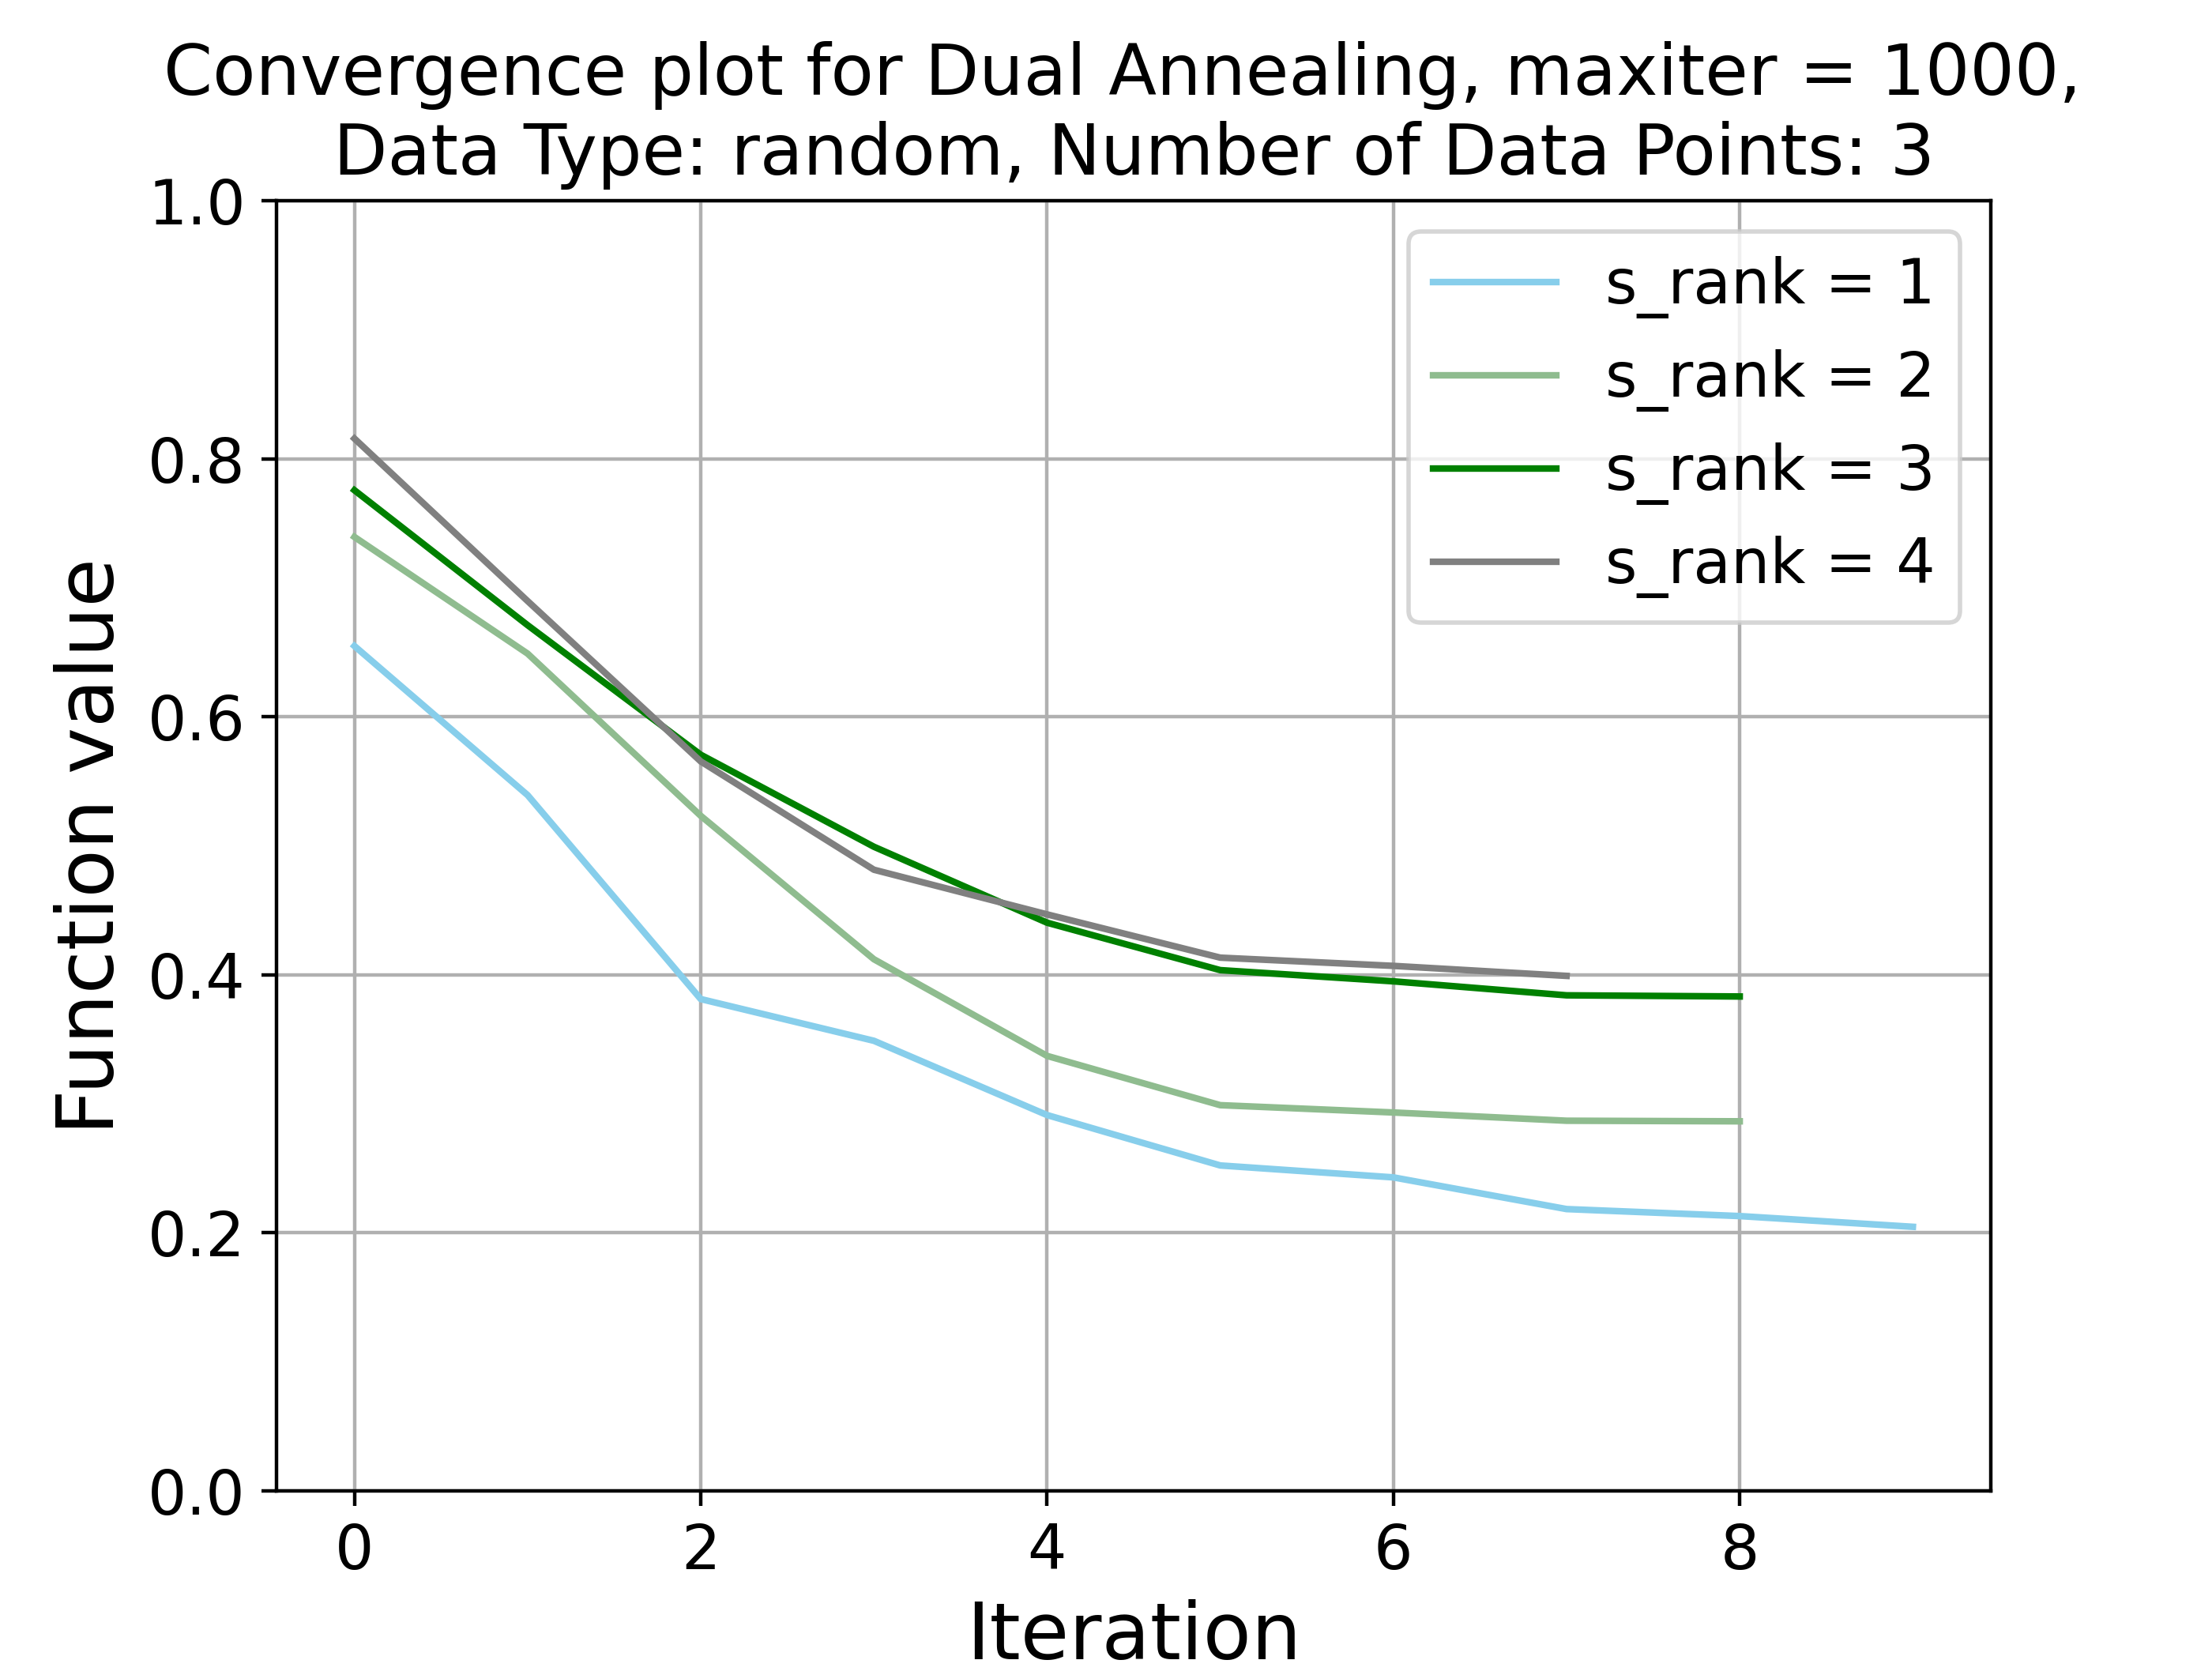 Convergence plot for Dual Annealing, maxiter = 1000,
Data Type: random, Number of Data Points: 3
1.0
0.8
0.6
0.4
0.2
0.0
Function value
s_rank = 1
s_rank = 2
s_rank = 3
s_rank = 4
0 2 4 6 8
Iteration